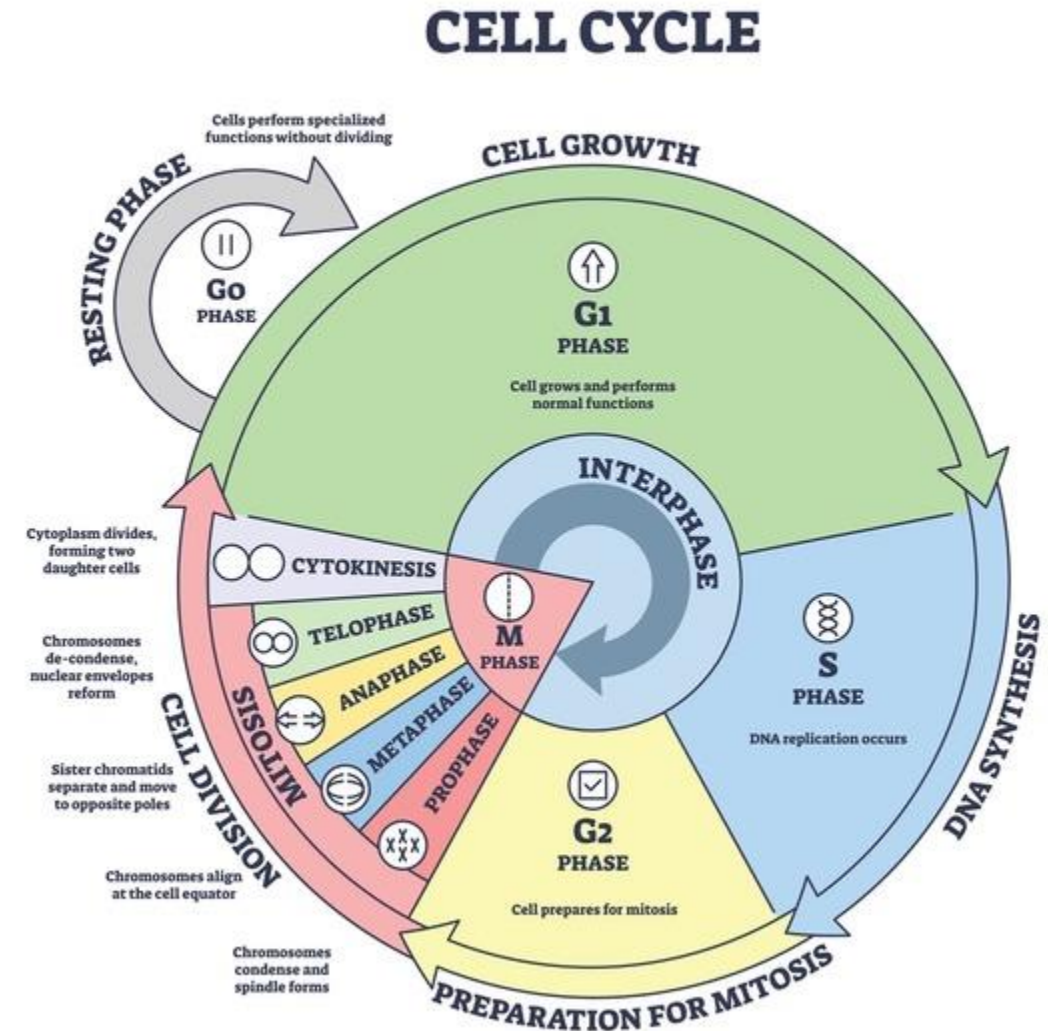 CELL CYCLE
Cells perform specialized
functions without dividing
RESTING PHASE
G0
PHASE
CELL GROWTH
G1
PHASE
Cell grows and performs
normal functions
INTERPHASE
S
PHASE
DNA replication occurs
DNA SYNTHESIS
G2
PHASE
Cell prepares for mitosis
PREPARATION FOR MITOSIS
M
PHASE
CYTOKINESIS
TELOPHASE
ANAPHASE
METAPHASE
PROPHASE
MITOSIS
CELL DIVISION
Cytoplasm divides,
forming two
daughter cells
Chromosomes
de-condense,
nuclear envelopes
reform
Sister chromatids
separate and move
to opposite poles
Chromosomes align
at the cell equator
Chromosomes
condense and
spindle forms